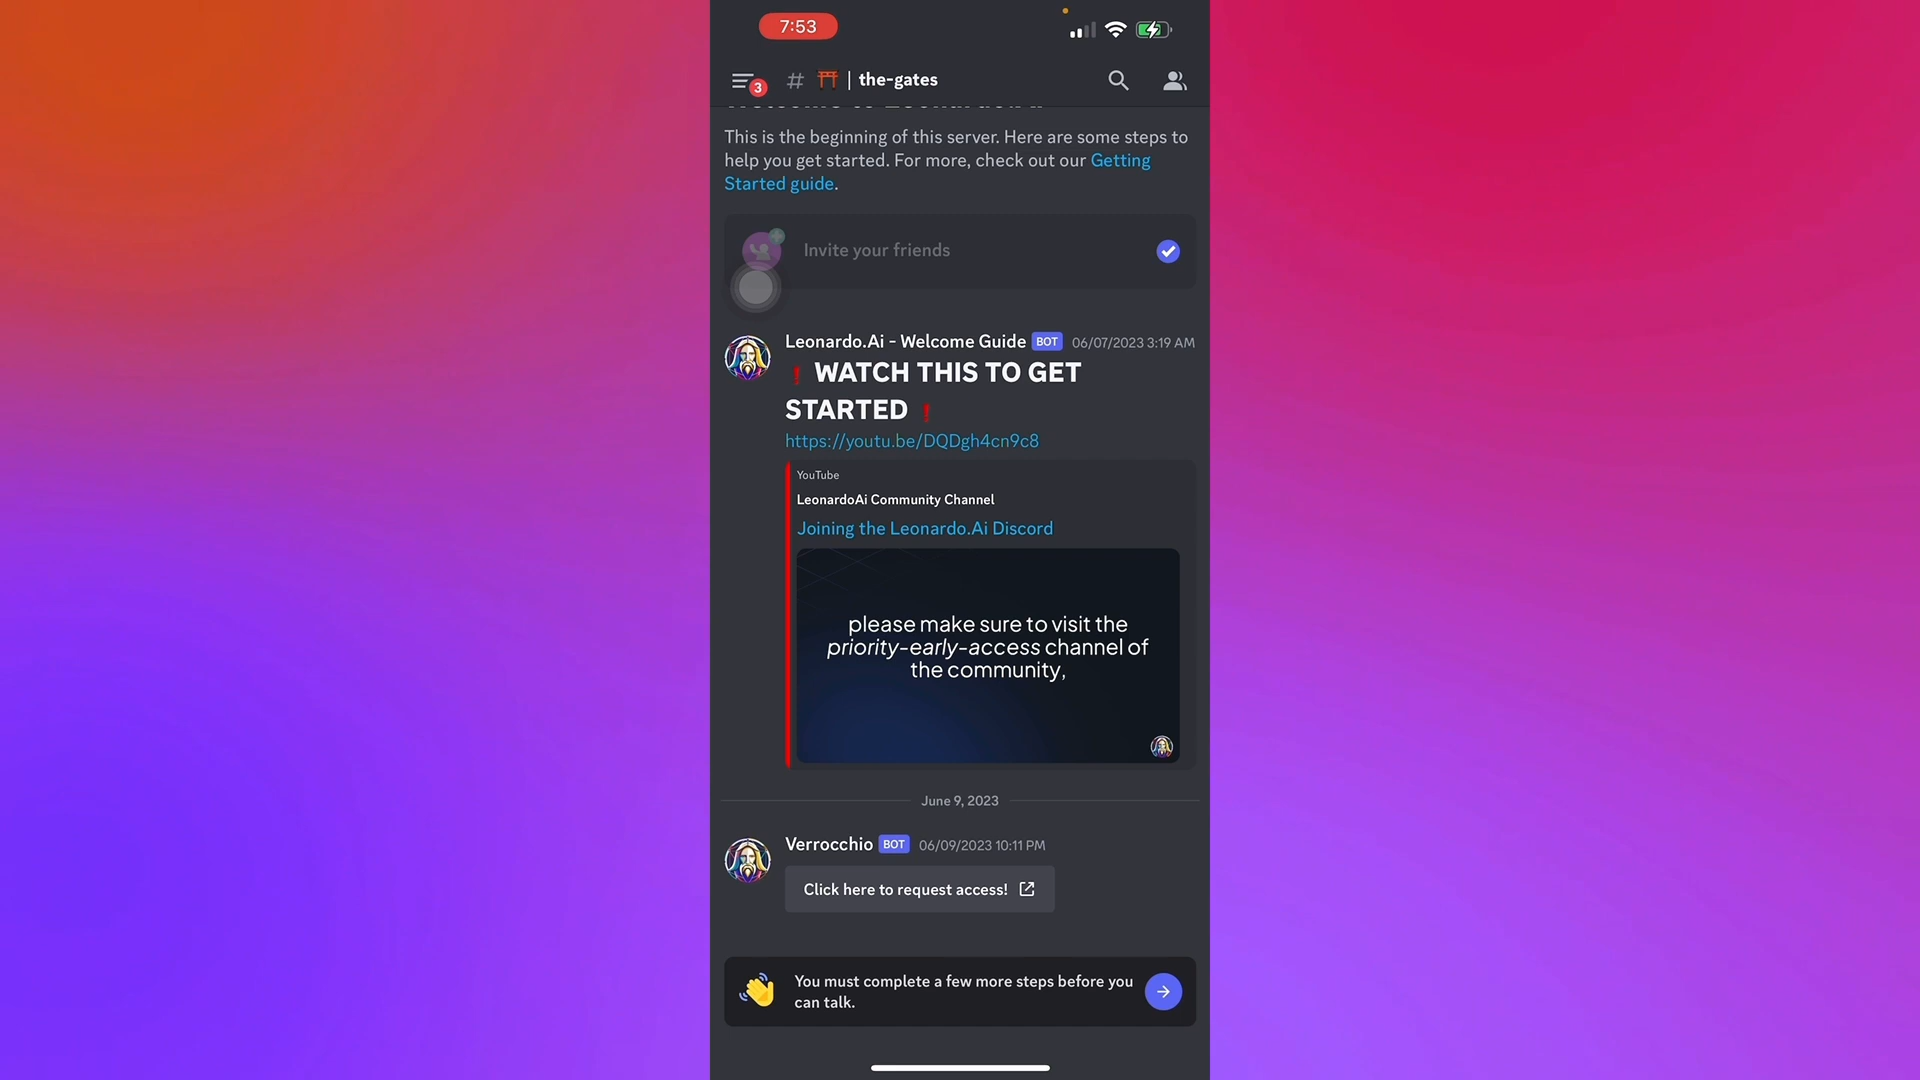 7:53
3
# | the-gates
Welcome to Leonardo.Ai
This is the beginning of this server. Here are some steps to
help you get started. For more, check out our Getting
Started guide.
Invite your friends
Leonardo.Ai - Welcome Guide BOT 06/07/2023 3:19 AM
❗ WATCH THIS TO GET
STARTED ❗
https://youtu.be/DQDgh4cn9c8
YouTube
LeonardoAi Community Channel
Joining the Leonardo.Ai Discord
please make sure to visit the
priority-early-access channel of
the community,
June 9, 2023
Verrocchio BOT 06/09/2023 10:11 PM
Click here to request access!
You must complete a few more steps before you
can talk.